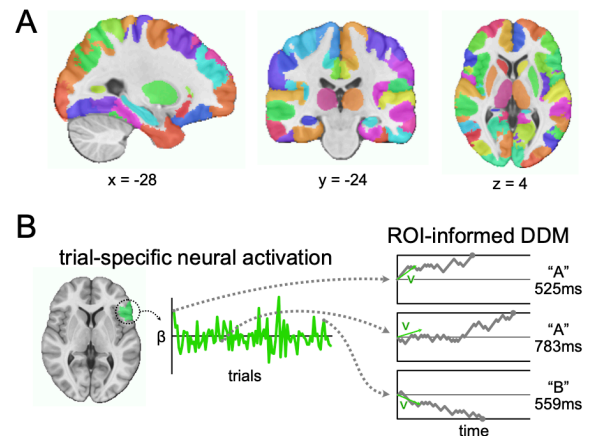 A
x = -28
y = -24
z = 4
B
trial-specific neural activation
β
trials
ROI-informed DDM
v
"A"
525ms
v
"A"
783ms
v
"B"
559ms
time